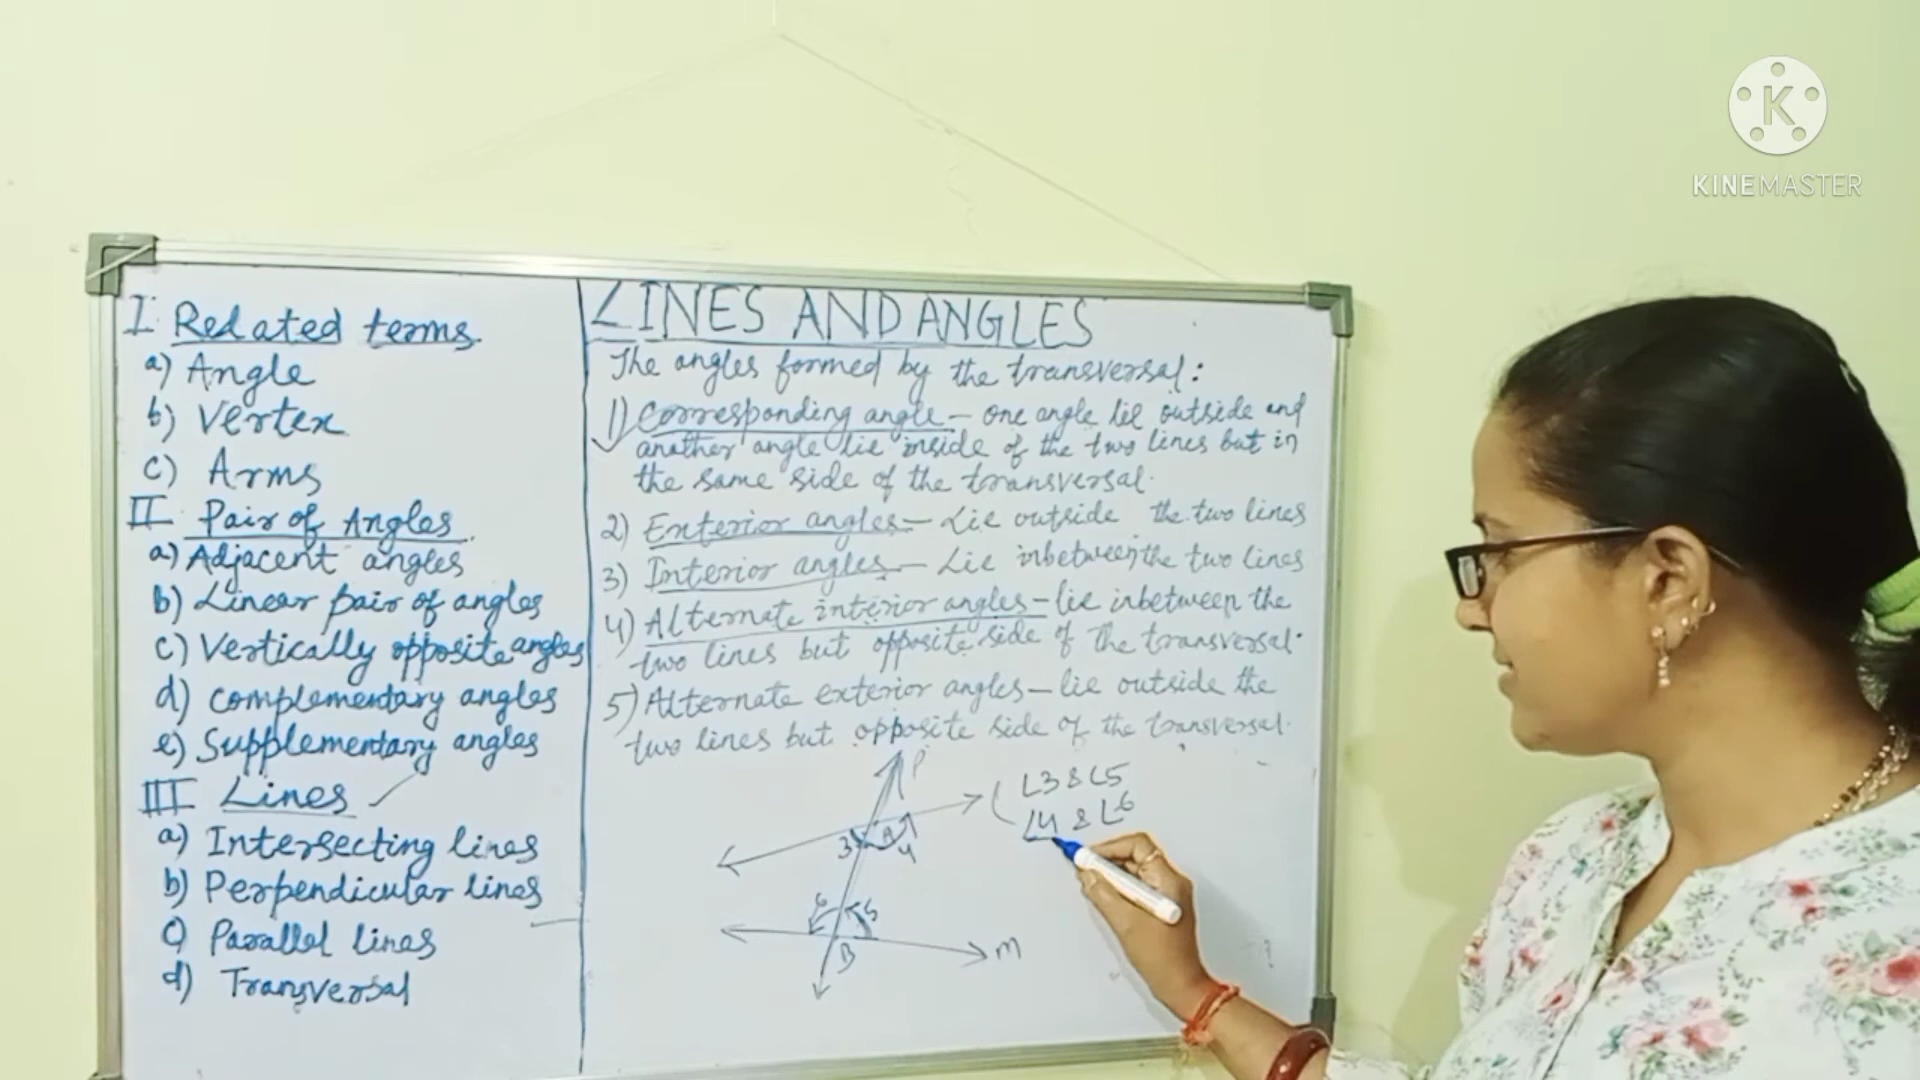 KINEMASTER
I Related terms
a) Angle
b) Vertex
c) Arms
II Pair of Angles
a) Adjacent angles
b) Linear pair of angles
c) Vertically opposite angles
d) complementary angles
e) Supplementary angles
III Lines
a) Intersecting lines
b) Perpendicular lines
c) Parallel lines
d) Transversal
LINES AND ANGLES
The angles formed by the transversal:
1) Corresponding angle – one angle lie outside and
another angle lie inside of the two lines but in
the same side of the transversal.
2) Exterior angles – Lie outside the two lines
3) Interior angles – Lie inbetween the two lines
4) Alternate interior angles – lie inbetween the
two lines but opposite side of the transversal.
5) Alternate exterior angles – lie outside the
two lines but opposite side of the transversal.
P
∠3 & ∠5
∠4 & ∠6
3 A 4
6 5
B
m